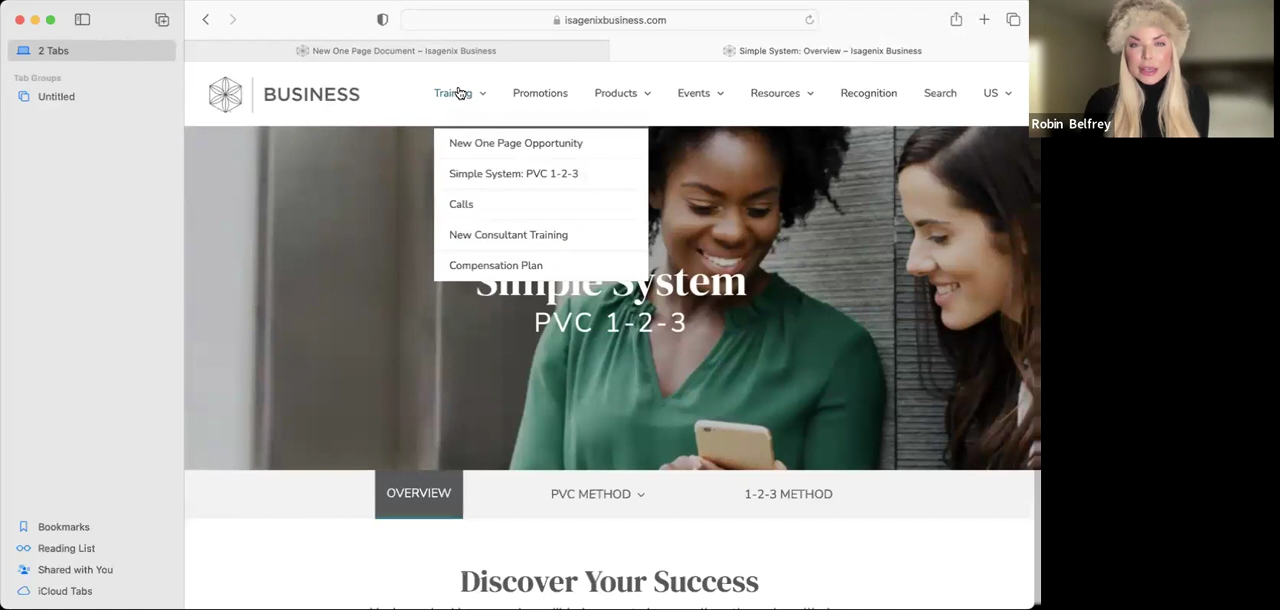 isagenixbusiness.com
2 Tabs
New One Page Document – Isagenix Business
Simple System: Overview – Isagenix Business
Tab Groups
Untitled
BUSINESS
Training
Promotions
Products
Events
Resources
Recognition
Search
US
Robin Belfrey
New One Page Opportunity
Simple System: PVC 1-2-3
Calls
New Consultant Training
Compensation Plan
Simple System
PVC 1-2-3
OVERVIEW
PVC METHOD
1-2-3 METHOD
Bookmarks
Reading List
Shared with You
iCloud Tabs
Discover Your Success